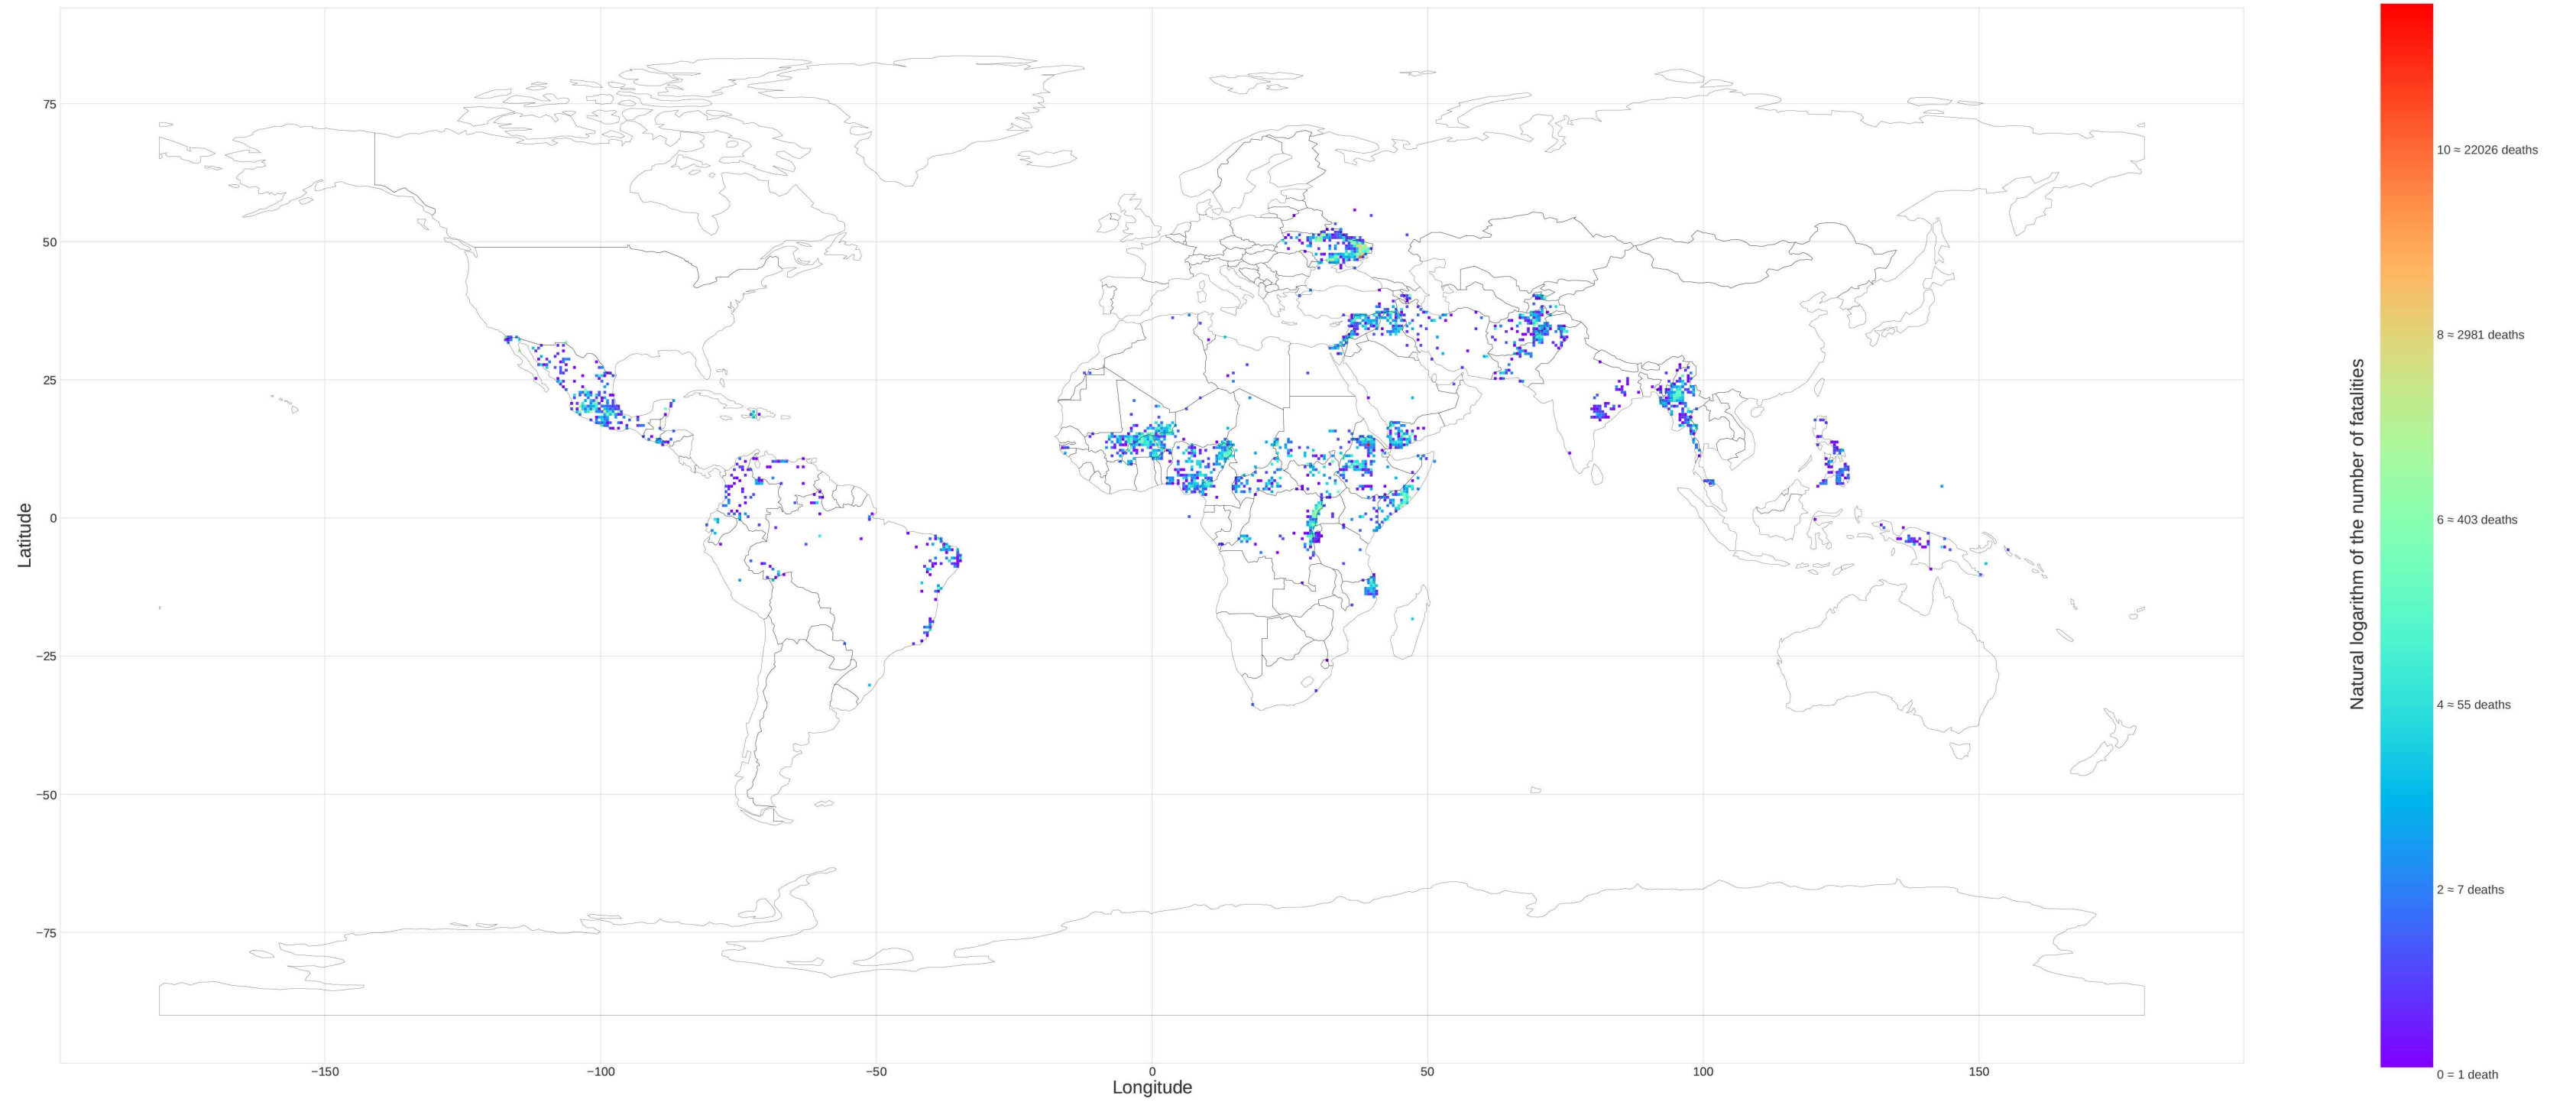 75
50
25
0
−25
−50
−75
Latitude
−150
−100
−50
0
50
100
150
Longitude
Natural logarithm of the number of fatalities
10 ≈ 22026 deaths
8 ≈ 2981 deaths
6 ≈ 403 deaths
4 ≈ 55 deaths
2 ≈ 7 deaths
0 = 1 death